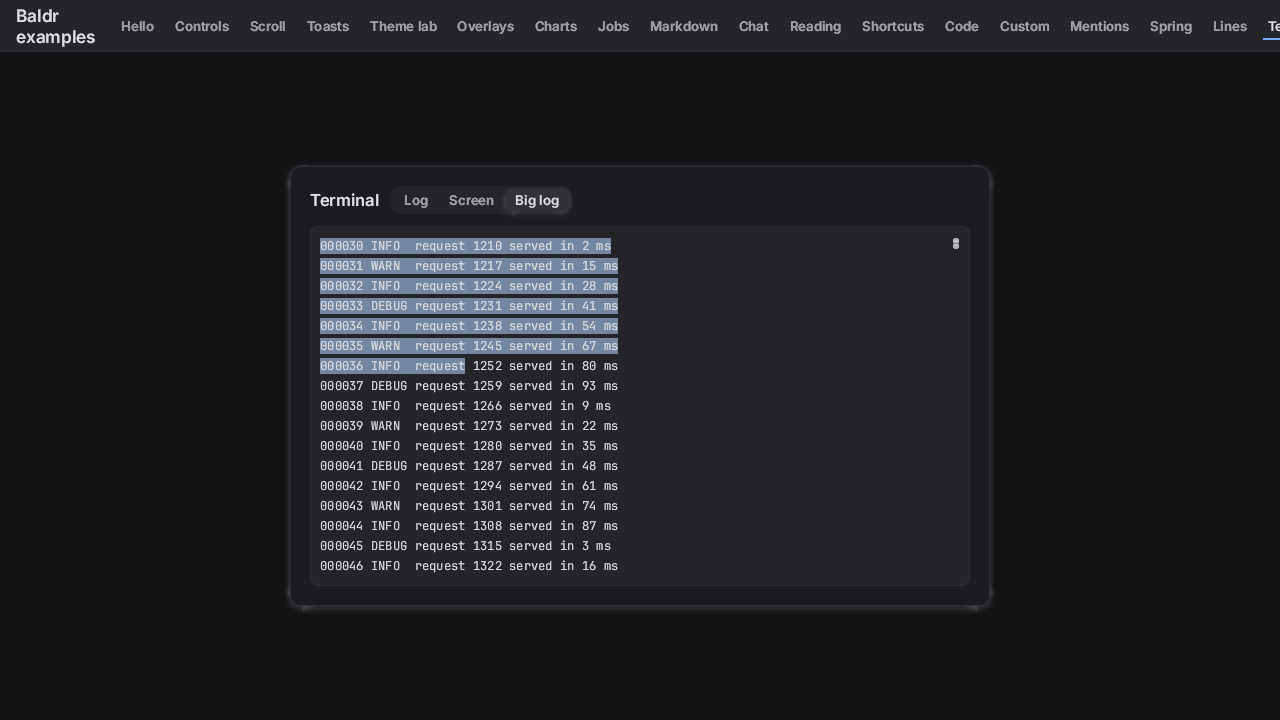 Baldr
examples
Hello Controls Scroll Toasts Theme lab Overlays Charts Jobs Markdown Chat Reading Shortcuts Code Custom Mentions Spring Lines
Terminal Log Screen Big log
000030 INFO  request 1210 served in 2 ms
000031 WARN  request 1217 served in 15 ms
000032 INFO  request 1224 served in 28 ms
000033 DEBUG request 1231 served in 41 ms
000034 INFO  request 1238 served in 54 ms
000035 WARN  request 1245 served in 67 ms
000036 INFO  request 1252 served in 80 ms
000037 DEBUG request 1259 served in 93 ms
000038 INFO  request 1266 served in 9 ms
000039 WARN  request 1273 served in 22 ms
000040 INFO  request 1280 served in 35 ms
000041 DEBUG request 1287 served in 48 ms
000042 INFO  request 1294 served in 61 ms
000043 WARN  request 1301 served in 74 ms
000044 INFO  request 1308 served in 87 ms
000045 DEBUG request 1315 served in 3 ms
000046 INFO  request 1322 served in 16 ms